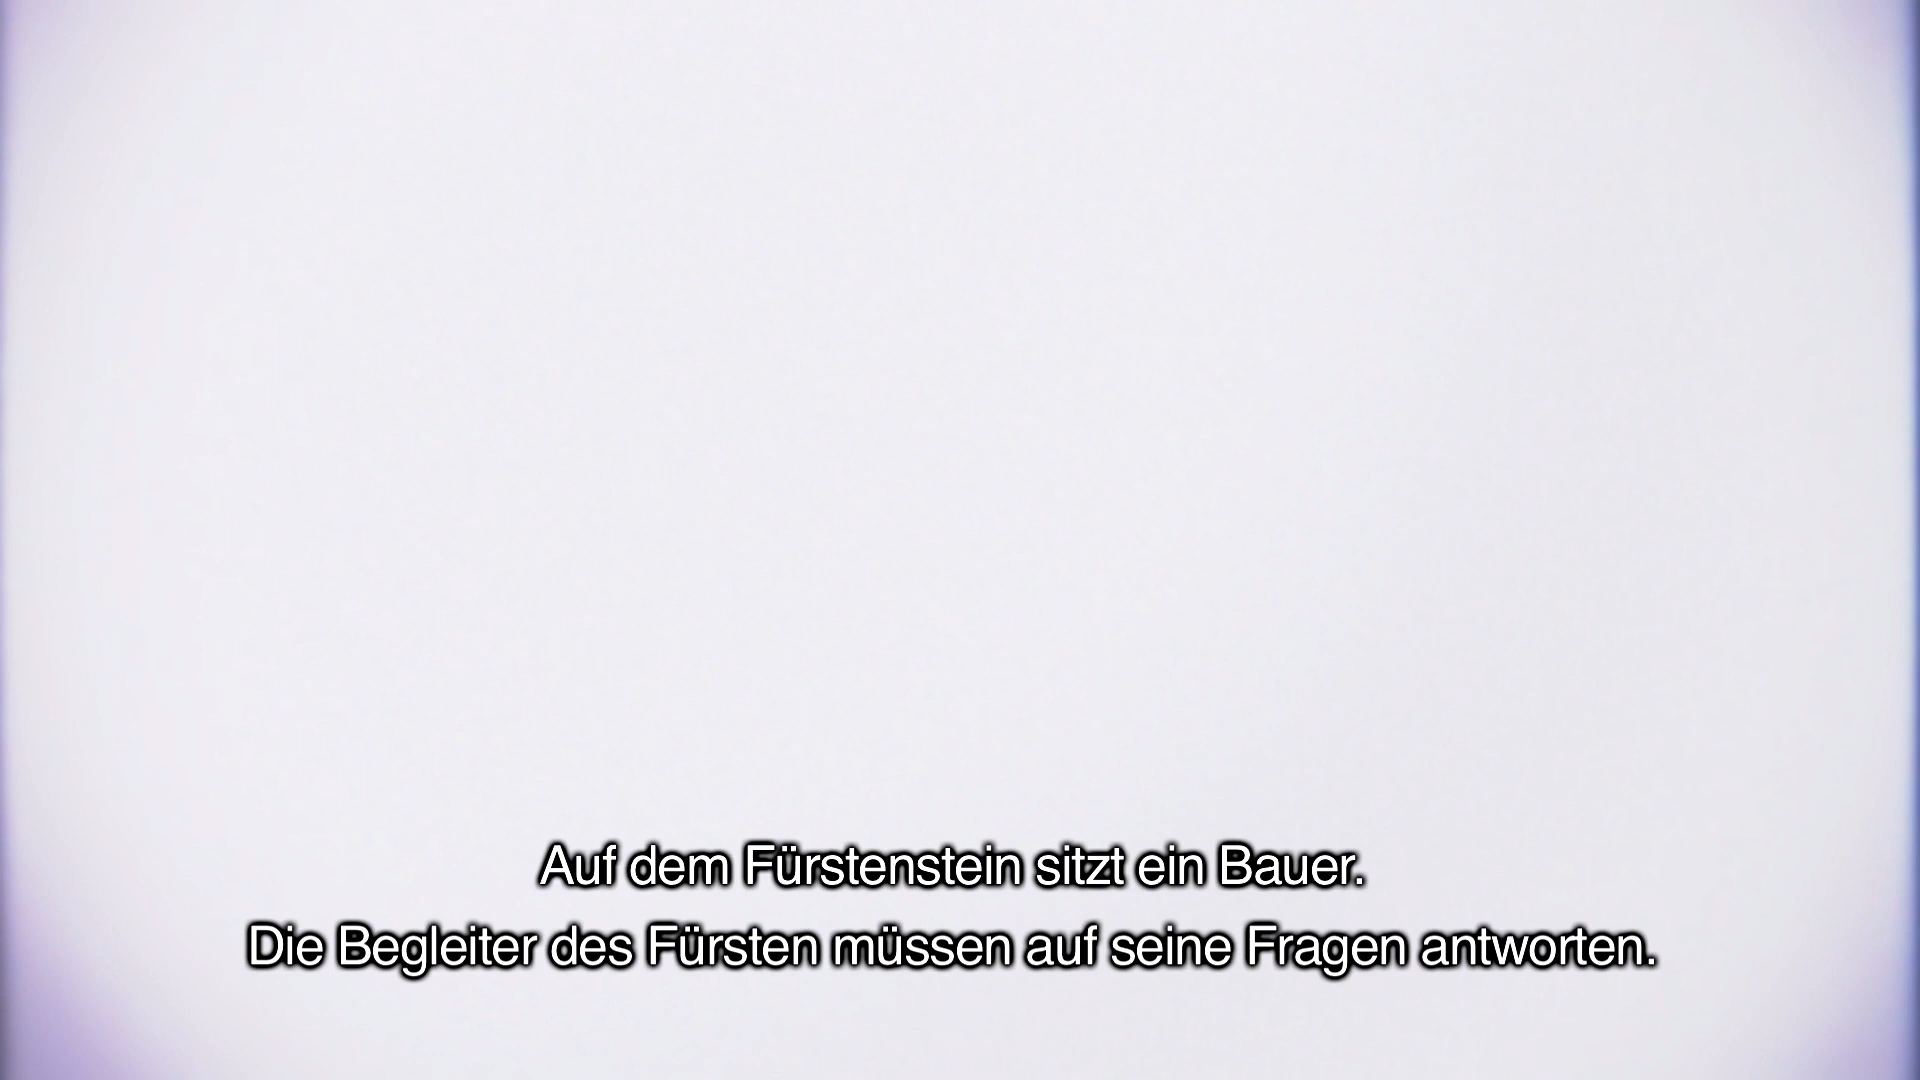 Auf dem Fürstenstein sitzt ein Bauer.
Die Begleiter des Fürsten müssen auf seine Fragen antworten.